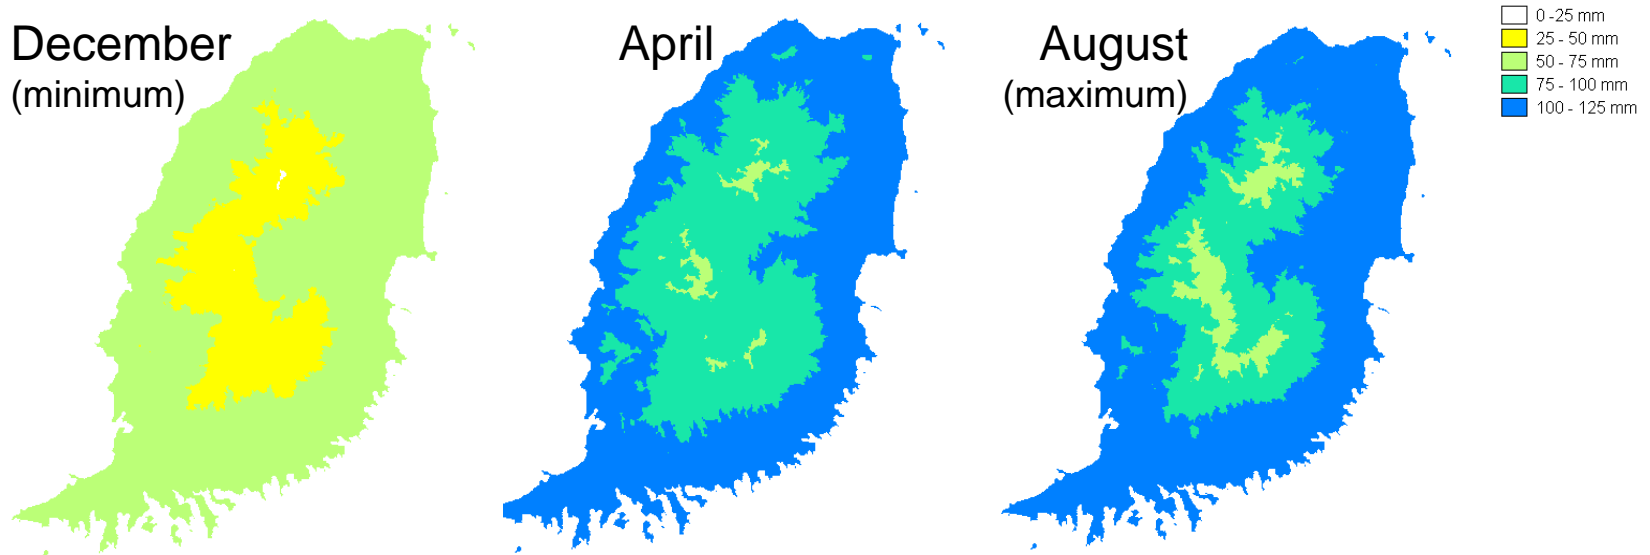 December
(minimum)
April
August
(maximum)
0 -25 mm
25 - 50 mm
50 - 75 mm
75 - 100 mm
100 - 125 mm